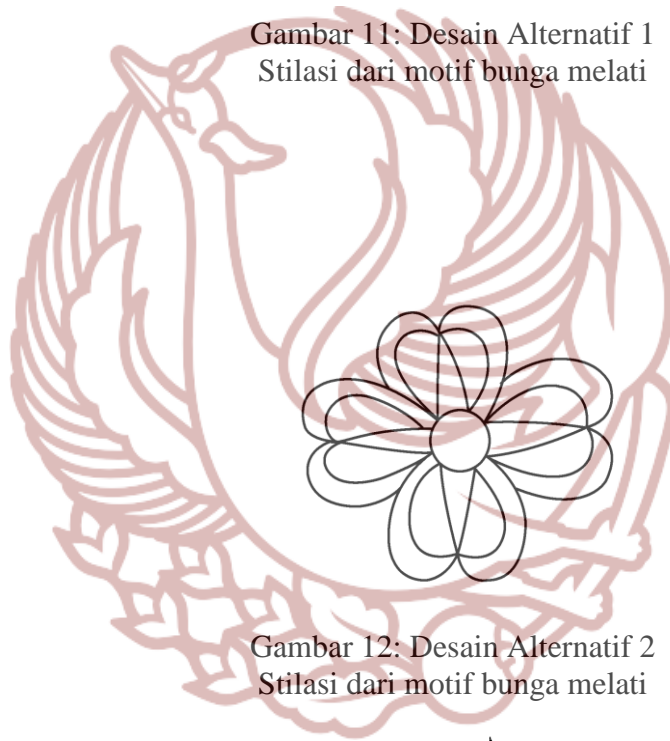 Gambar 11: Desain Alternatif 1
Stilasi dari motif bunga melati
Gambar 12: Desain Alternatif 2
Stilasi dari motif bunga melati